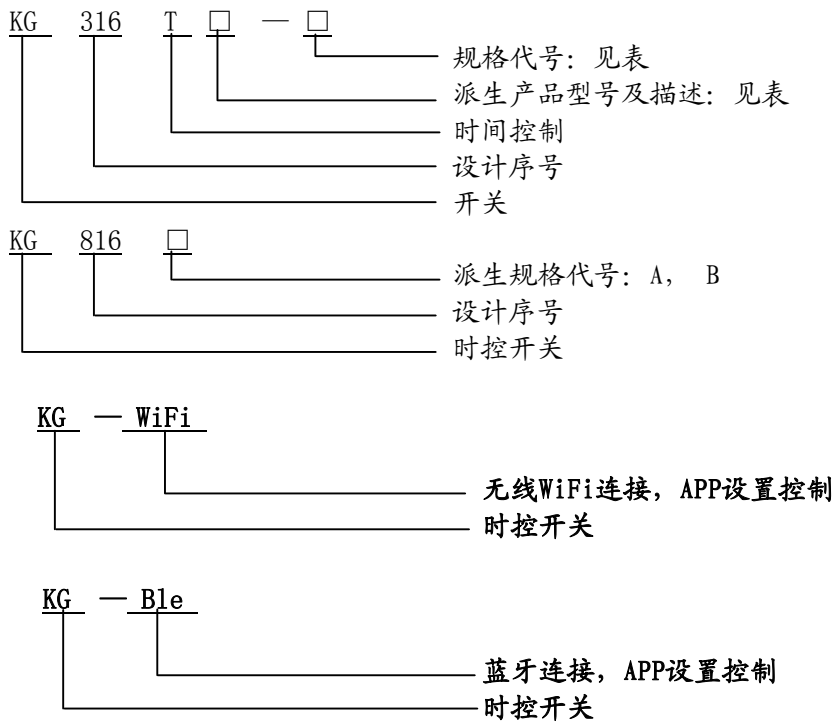 KG 316 T □ — □
规格代号：见表
派生产品型号及描述：见表
时间控制
设计序号
开关
KG 816 □
派生规格代号：A， B
设计序号
时控开关
KG — WiFi
无线WiFi连接，APP设置控制
时控开关
KG — Ble
蓝牙连接，APP设置控制
时控开关